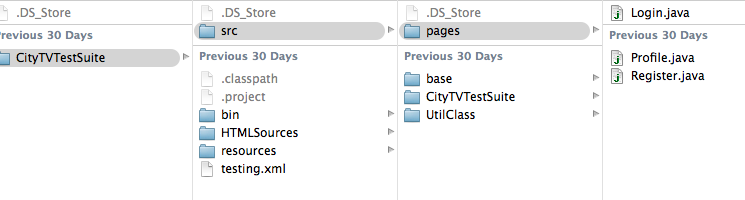 .DS_Store
Previous 30 Days
CityTVTestSuite
.DS_Store
src
Previous 30 Days
.classpath
.project
bin
HTMLSources
resources
testing.xml
.DS_Store
pages
Previous 30 Days
base
CityTVTestSuite
UtilClass
Login.java
Previous 30 Days
Profile.java
Register.java